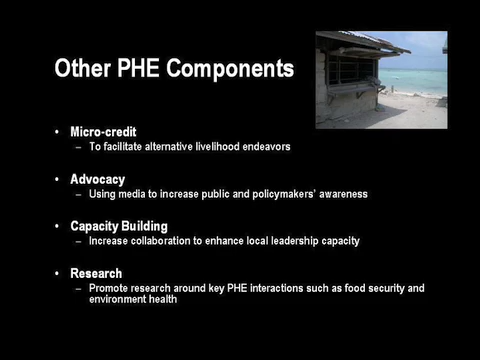 Other PHE Components
• Micro-credit
– To facilitate alternative livelihood endeavors
• Advocacy
– Using media to increase public and policymakers' awareness
• Capacity Building
– Increase collaboration to enhance local leadership capacity
• Research
– Promote research around key PHE interactions such as food security and
environment health